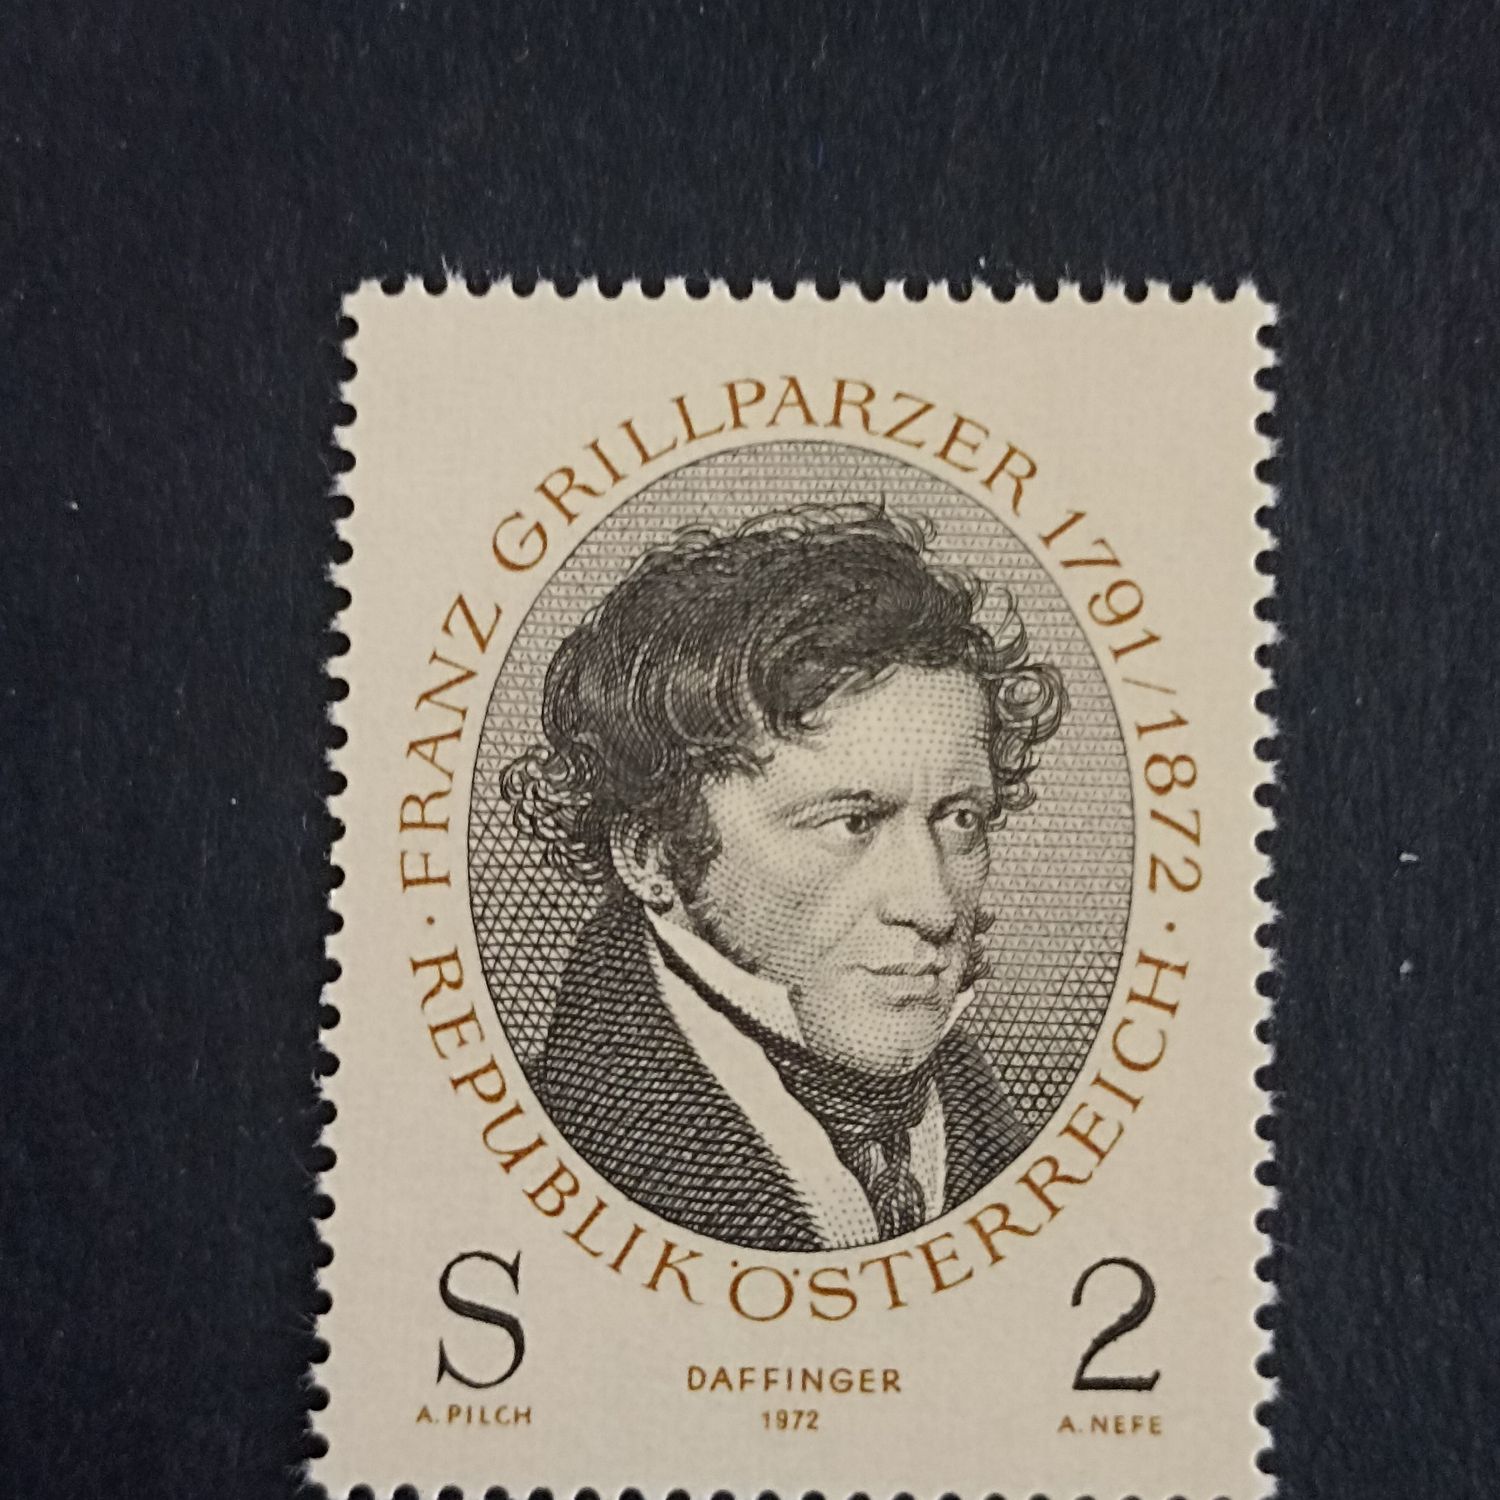 · FRANZ GRILLPARZER 1791/1872 ·
REPUBLIK ÖSTERREICH
S 2
DAFFINGER
A. PILCH 1972 A. NEFE